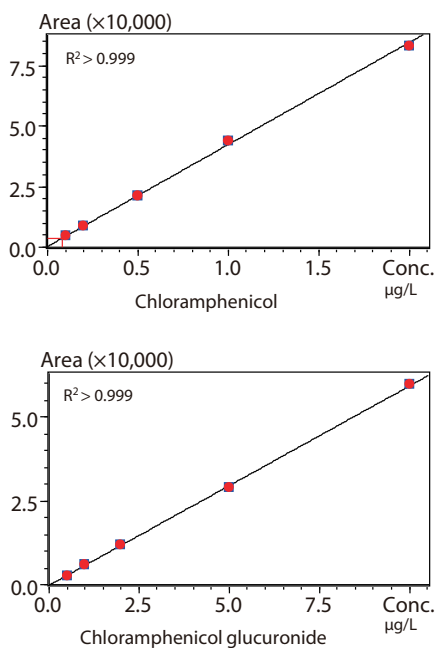 Area (×10,000)
R² > 0.999
7.5
5.0
2.5
0.0
0.0 0.5 1.0 1.5 Conc.
µg/L
Chloramphenicol
Area (×10,000)
R² > 0.999
5.0
2.5
0.0
0.0 2.5 5.0 7.5 Conc.
µg/L
Chloramphenicol glucuronide